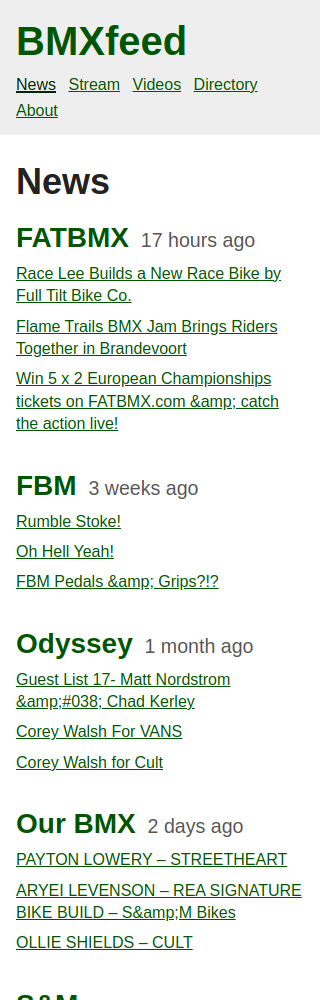 BMXfeed
News Stream Videos Directory
About
News
FATBMX 17 hours ago
Race Lee Builds a New Race Bike by
Full Tilt Bike Co.
Flame Trails BMX Jam Brings Riders
Together in Brandevoort
Win 5 x 2 European Championships
tickets on FATBMX.com &amp; catch
the action live!
FBM 3 weeks ago
Rumble Stoke!
Oh Hell Yeah!
FBM Pedals &amp; Grips?!?
Odyssey 1 month ago
Guest List 17- Matt Nordstrom
&amp;#038; Chad Kerley
Corey Walsh For VANS
Corey Walsh for Cult
Our BMX 2 days ago
PAYTON LOWERY – STREETHEART
ARYEI LEVENSON – REA SIGNATURE
BIKE BUILD – S&amp;M Bikes
OLLIE SHIELDS – CULT
S&M